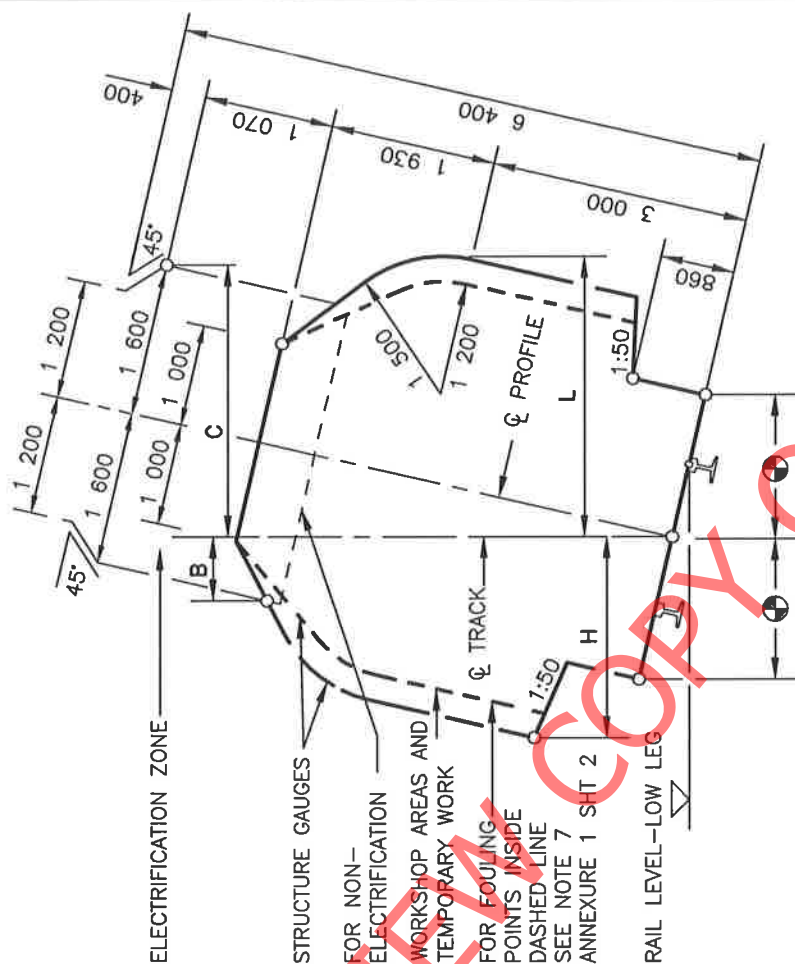 400
6 400
1 070
1 930
3 000
860
45°
1 200
1 600
1 000
1 200
1 600
1 000
45°
C
B
1 500
1 200
℄ PROFILE
L
1:50
℄ TRACK
H
1:50
ELECTRIFICATION ZONE
STRUCTURE GAUGES
FOR NON-
ELECTRIFICATION
WORKSHOP AREAS AND
TEMPORARY WORK
FOR FOULING
POINTS INSIDE
DASHED LINE
SEE NOTE 7
ANNEXURE 1 SHT 2
RAIL LEVEL-LOW LEG
EW COPY